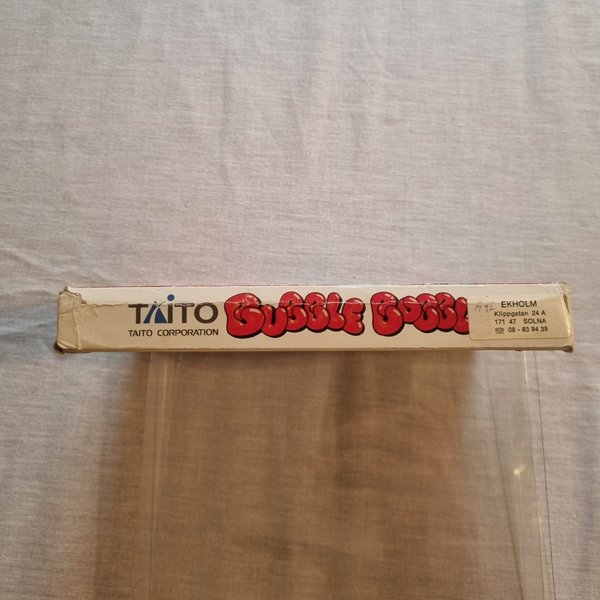 TAITO
TAITO CORPORATION
BUBBLE BOBBL
EKHOLM
Klippgatan 24 A
171 47 SOLNA
☎ 08 - 83 94 39